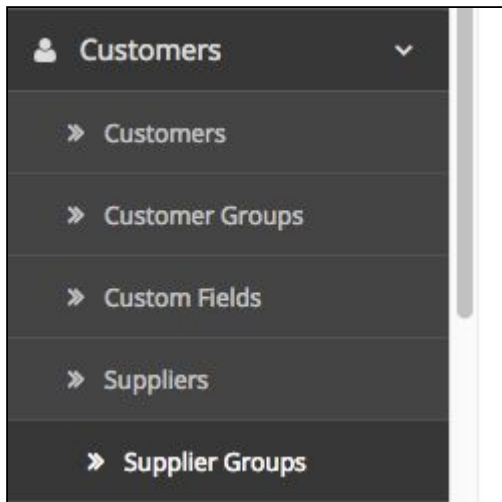 Customers
Customers
Customer Groups
Custom Fields
Suppliers
Supplier Groups